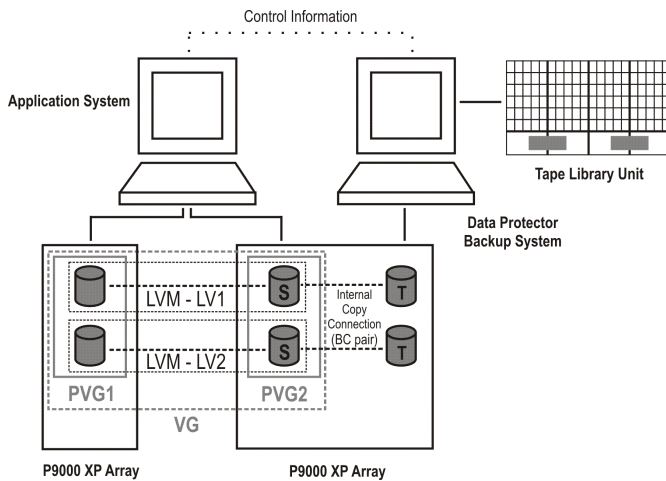 Control Information
Application System
Tape Library Unit
Data Protector
Backup System
LVM - LV1
S
Internal
Copy
Connection
(BC pair)
T
LVM - LV2
S
T
PVG1
PVG2
VG
P9000 XP Array
P9000 XP Array